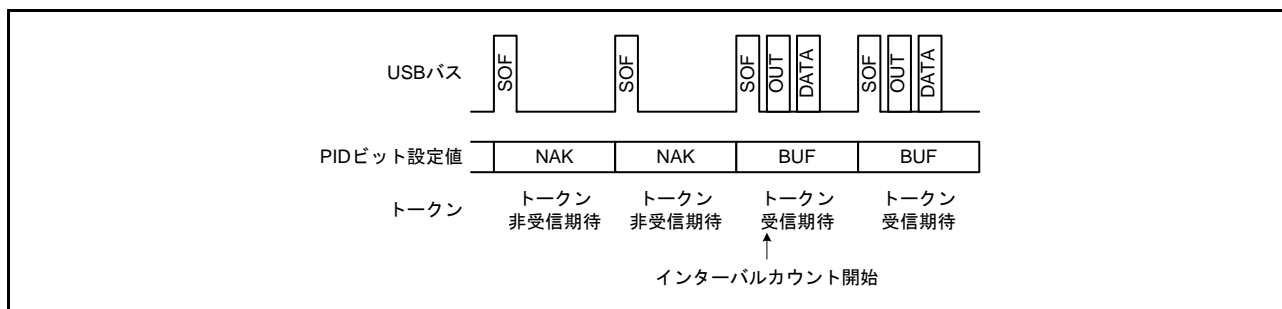 USBバス
SOF
SOF
SOF
OUT
DATA
SOF
OUT
DATA
PIDビット設定値
NAK
NAK
BUF
BUF
トークン
トークン
非受信期待
トークン
非受信期待
トークン
受信期待
トークン
受信期待
インターバルカウント開始